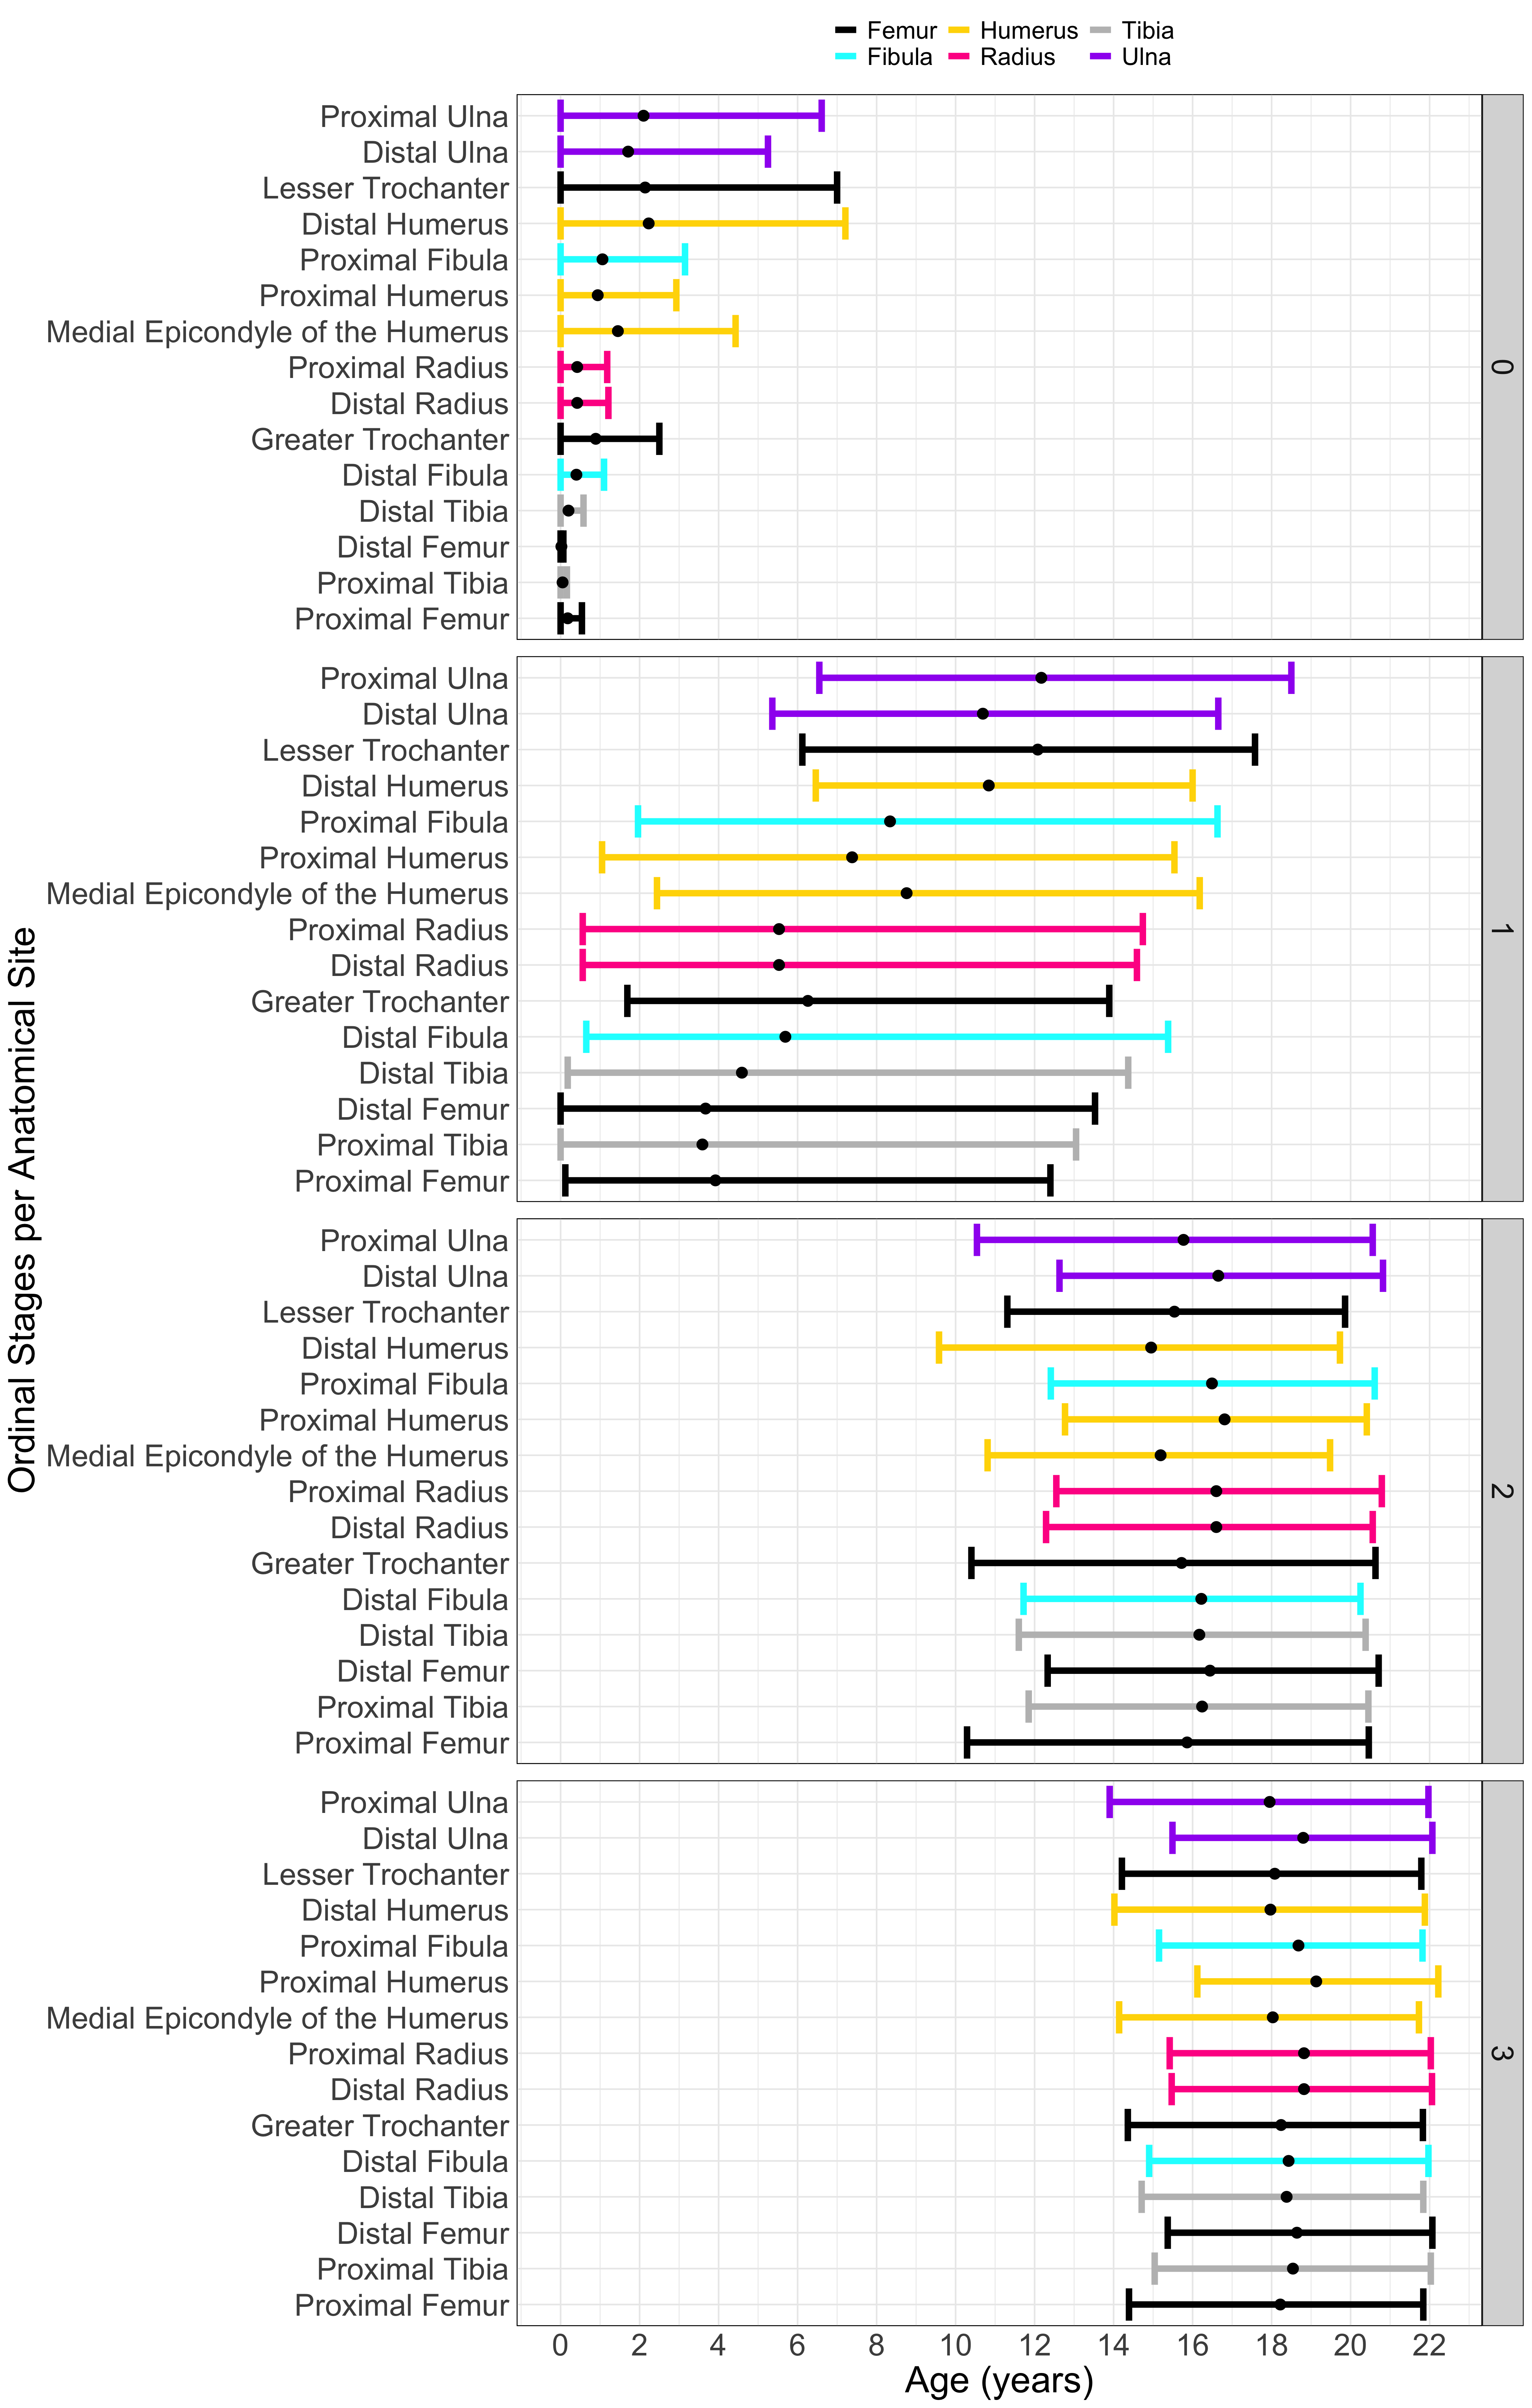 Femur Humerus Tibia
Fibula Radius Ulna
Ordinal Stages per Anatomical Site
Proximal Ulna
Distal Ulna
Lesser Trochanter
Distal Humerus
Proximal Fibula
Proximal Humerus
Medial Epicondyle of the Humerus
Proximal Radius
Distal Radius
Greater Trochanter
Distal Fibula
Distal Tibia
Distal Femur
Proximal Tibia
Proximal Femur
0
Proximal Ulna
Distal Ulna
Lesser Trochanter
Distal Humerus
Proximal Fibula
Proximal Humerus
Medial Epicondyle of the Humerus
Proximal Radius
Distal Radius
Greater Trochanter
Distal Fibula
Distal Tibia
Distal Femur
Proximal Tibia
Proximal Femur
1
Proximal Ulna
Distal Ulna
Lesser Trochanter
Distal Humerus
Proximal Fibula
Proximal Humerus
Medial Epicondyle of the Humerus
Proximal Radius
Distal Radius
Greater Trochanter
Distal Fibula
Distal Tibia
Distal Femur
Proximal Tibia
Proximal Femur
2
Proximal Ulna
Distal Ulna
Lesser Trochanter
Distal Humerus
Proximal Fibula
Proximal Humerus
Medial Epicondyle of the Humerus
Proximal Radius
Distal Radius
Greater Trochanter
Distal Fibula
Distal Tibia
Distal Femur
Proximal Tibia
Proximal Femur
3
0 2 4 6 8 10 12 14 16 18 20 22
Age (years)